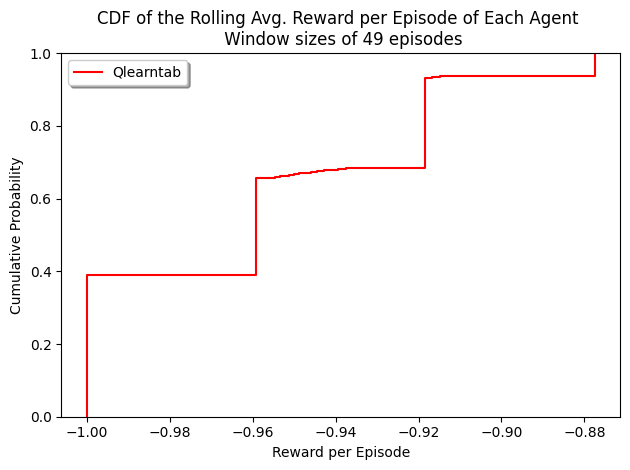 CDF of the Rolling Avg. Reward per Episode of Each Agent
Window sizes of 49 episodes
Qlearntab
Cumulative Probability
1.0
0.8
0.6
0.4
0.2
0.0
−1.00 −0.98 −0.96 −0.94 −0.92 −0.90 −0.88
Reward per Episode